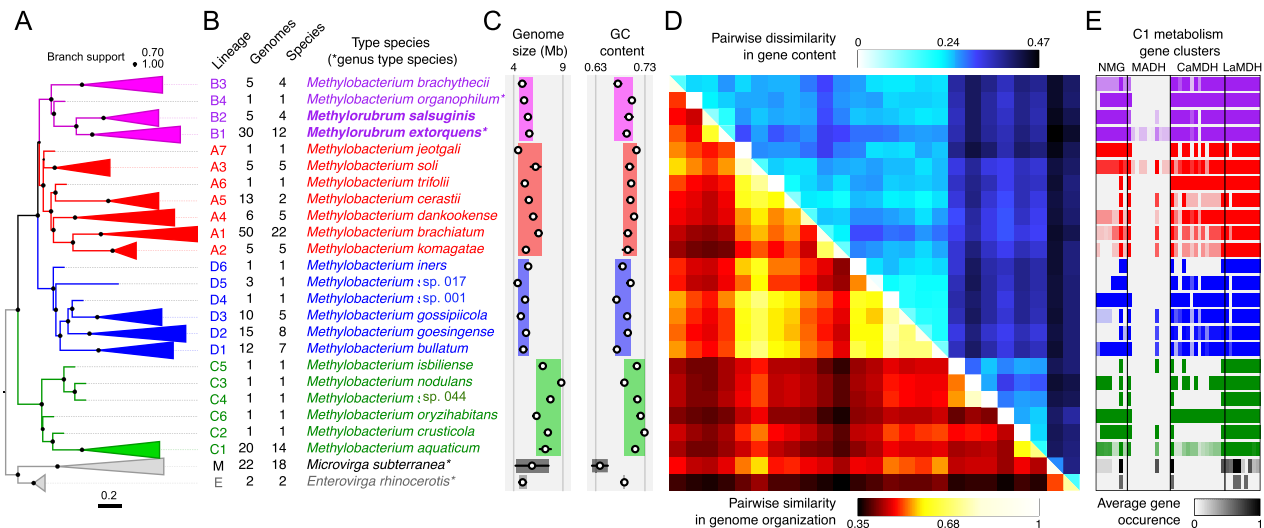 A
B
C
D
E
Branch support
0.70
1.00
Lineage
Genomes
Species
Type species
(*genus type species)
Genome
size (Mb)
4 9
GC
content
0.63 0.73
Pairwise dissimilarity
in gene content
0 0.24 0.47
C1 metabolism
gene clusters
NMG MADH CaMDH LaMDH
B3 5 4 Methylobacterium brachythecii
B4 1 1 Methylobacterium organophilum*
B2 5 4 Methylorubrum salsuginis
B1 30 12 Methylorubrum extorquens*
A7 1 1 Methylobacterium jeotgali
A3 5 5 Methylobacterium soli
A6 1 1 Methylobacterium trifolii
A5 13 2 Methylobacterium cerastii
A4 6 5 Methylobacterium dankookense
A1 50 22 Methylobacterium brachiatum
A2 5 5 Methylobacterium komagatae
D6 1 1 Methylobacterium iners
D5 3 1 Methylobacterium sp. 017
D4 1 1 Methylobacterium sp. 001
D3 10 5 Methylobacterium gossipiicola
D2 15 8 Methylobacterium goesingense
D1 12 7 Methylobacterium bullatum
C5 1 1 Methylobacterium isbiliense
C3 1 1 Methylobacterium nodulans
C4 1 1 Methylobacterium sp. 044
C6 1 1 Methylobacterium oryzihabitans
C2 1 1 Methylobacterium crusticola
C1 20 14 Methylobacterium aquaticum
M 22 18 Microvirga subterranea*
E 2 2 Enterovirga rhinocerotis*
0.2
Pairwise similarity
in genome organization
0.35 0.68 1
Average gene
occurence
0 1